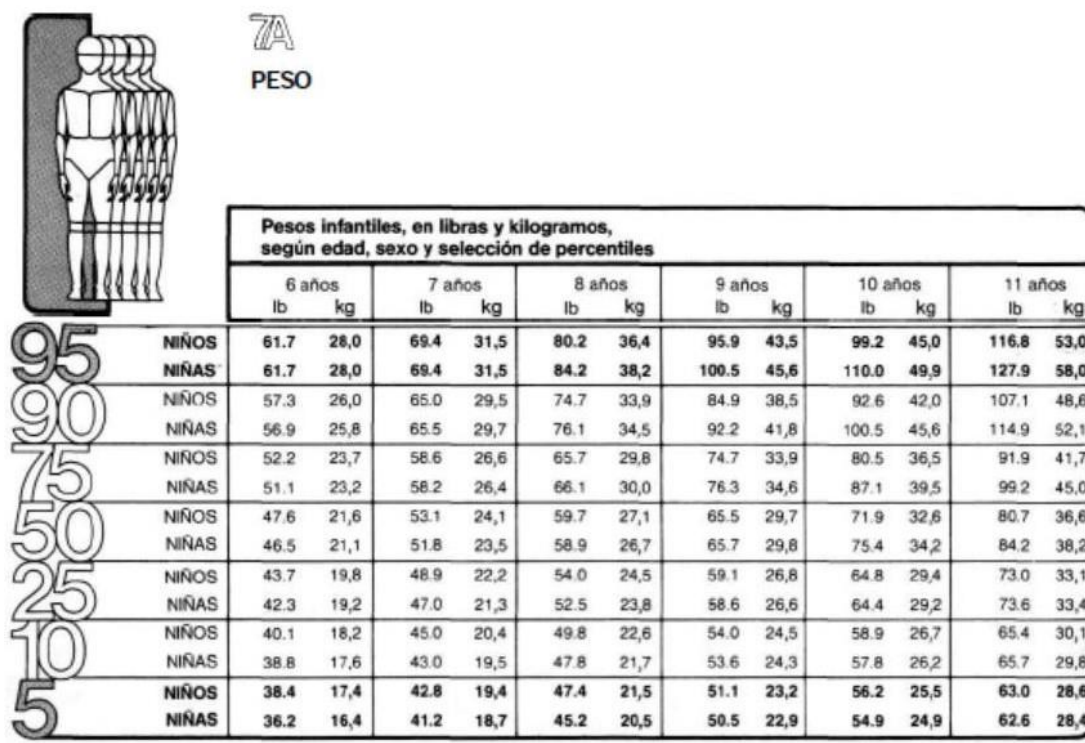 7A
PESO
Pesos infantiles, en libras y kilogramos,
según edad, sexo y selección de percentiles
6 años 7 años 8 años 9 años 10 años 11 años
lb kg lb kg lb kg lb kg lb kg lb kg
95 NIÑOS 61.7 28,0 69.4 31,5 80.2 36,4 95.9 43,5 99.2 45,0 116.8 53,0
NIÑAS 61.7 28,0 69.4 31,5 84.2 38,2 100.5 45,6 110.0 49,9 127.9 58,0
90 NIÑOS 57.3 26,0 65.0 29,5 74.7 33,9 84.9 38,5 92.6 42,0 107.1 48,6
NIÑAS 56.9 25,8 65.5 29,7 76.1 34,5 92.2 41,8 100.5 45,6 114.9 52,1
75 NIÑOS 52.2 23,7 58.6 26,6 65.7 29,8 74.7 33,9 80.5 36,5 91.9 41,7
NIÑAS 51.1 23,2 58.2 26,4 66.1 30,0 76.3 34,6 87.1 39,5 99.2 45,0
50 NIÑOS 47.6 21,6 53.1 24,1 59.7 27,1 65.5 29,7 71.9 32,6 80.7 36,6
NIÑAS 46.5 21,1 51.8 23,5 58.9 26,7 65.7 29,8 75.4 34,2 84.2 38,2
25 NIÑOS 43.7 19,8 48.9 22,2 54.0 24,5 59.1 26,8 64.8 29,4 73.0 33,1
NIÑAS 42.3 19,2 47.0 21,3 52.5 23,8 58.6 26,6 64.4 29,2 73.6 33,4
10 NIÑOS 40.1 18,2 45.0 20,4 49.8 22,6 54.0 24,5 58.9 26,7 65.4 30,1
NIÑAS 38.8 17,6 43.0 19,5 47.8 21,7 53.6 24,3 57.8 26,2 65.7 29,8
5 NIÑOS 38.4 17,4 42.8 19,4 47.4 21,5 51.1 23,2 56.2 25,5 63.0 28,6
NIÑAS 36.2 16,4 41.2 18,7 45.2 20,5 50.5 22,9 54.9 24,9 62.6 28,4